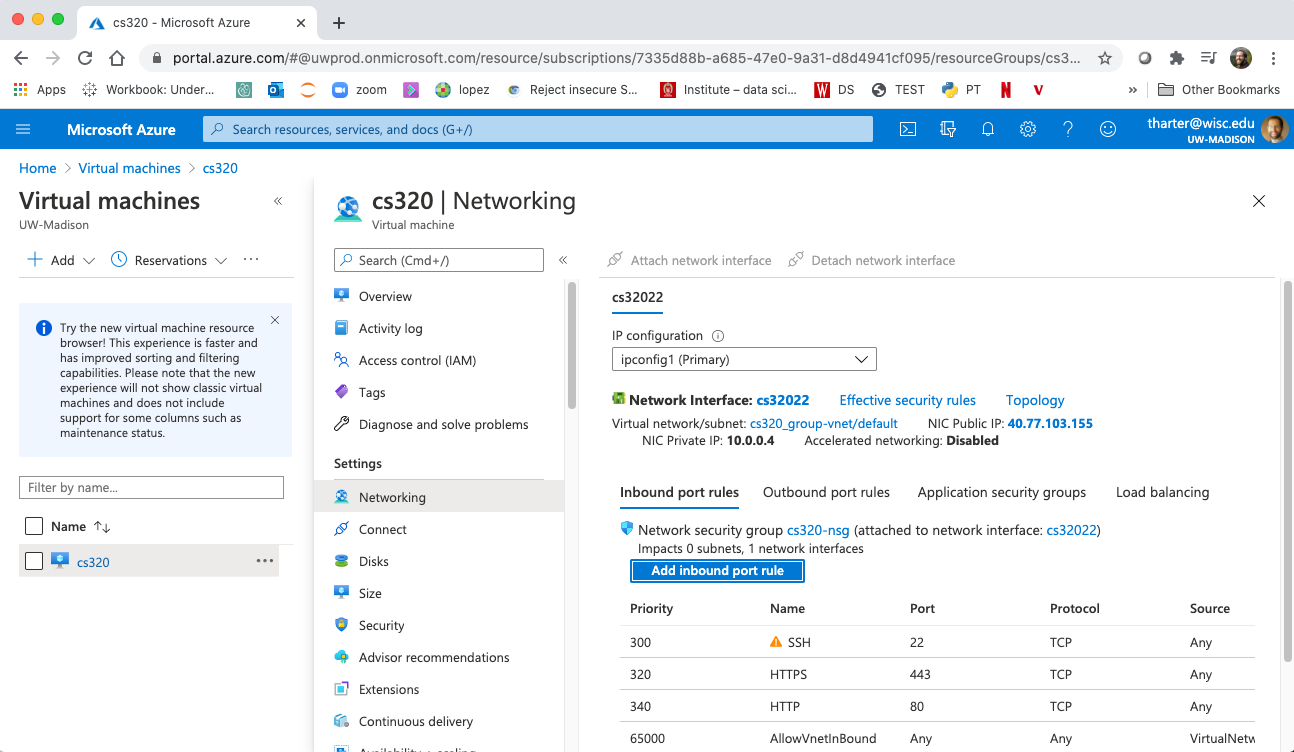 cs320 - Microsoft Azure
portal.azure.com/#@uwprod.onmicrosoft.com/resource/subscriptions/7335d88b-a685-47e0-9a31-d8d4941cf095/resourceGroups/cs3...
Apps Workbook: Under... zoom lopez Reject insecure S... Institute – data sci... DS TEST PT » Other Bookmarks
Microsoft Azure
Search resources, services, and docs (G+/)
tharter@wisc.edu
UW-MADISON
Home > Virtual machines > cs320
Virtual machines
UW-Madison
Add
Reservations
Try the new virtual machine resource
browser! This experience is faster and
has improved sorting and filtering
capabilities. Please note that the new
experience will not show classic virtual
machines and does not include
support for some columns such as
maintenance status.
Filter by name...
Name
cs320
cs320 | Networking
Virtual machine
Search (Cmd+/)
Overview
Activity log
Access control (IAM)
Tags
Diagnose and solve problems
Settings
Networking
Connect
Disks
Size
Security
Advisor recommendations
Extensions
Continuous delivery
Availability + scaling
Attach network interface Detach network interface
cs32022
IP configuration
ipconfig1 (Primary)
Network Interface: cs32022 Effective security rules Topology
Virtual network/subnet: cs320_group-vnet/default NIC Public IP: 40.77.103.155
NIC Private IP: 10.0.0.4 Accelerated networking: Disabled
Inbound port rules Outbound port rules Application security groups Load balancing
Network security group cs320-nsg (attached to network interface: cs32022)
Impacts 0 subnets, 1 network interfaces
Add inbound port rule
Priority Name Port Protocol Source
300 SSH 22 TCP Any
320 HTTPS 443 TCP Any
340 HTTP 80 TCP Any
65000 AllowVnetInBound Any Any VirtualNetw